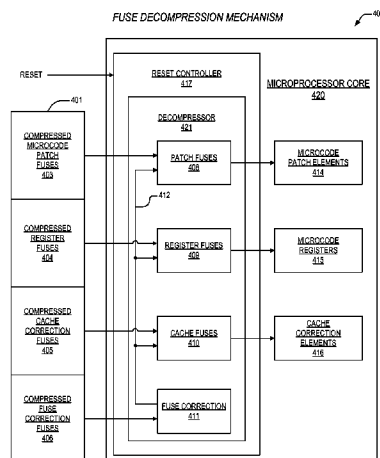 FUSE DECOMPRESSION MECHANISM
40
RESET
RESET CONTROLLER
417
MICROPROCESSOR CORE
420
401
DECOMPRESSOR
421
COMPRESSED
MICROCODE
PATCH
FUSES
403
PATCH FUSES
408
MICROCODE
PATCH ELEMENTS
414
412
COMPRESSED
REGISTER
FUSES
404
REGISTER FUSES
409
MICROCODE
REGISTERS
415
COMPRESSED
CACHE
CORRECTION
FUSES
405
CACHE FUSES
410
CACHE
CORRECTION
ELEMENTS
416
COMPRESSED
FUSE
CORRECTION
FUSES
406
FUSE CORRECTION
411